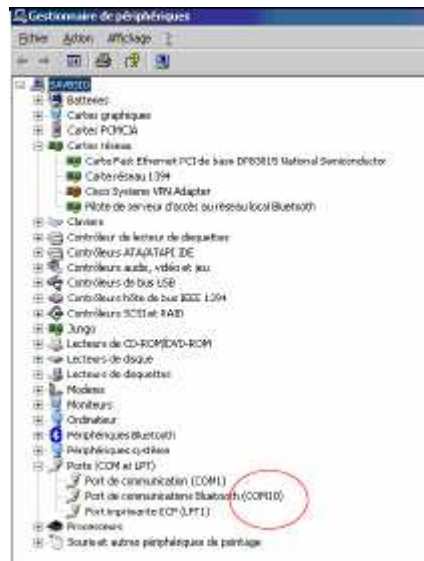 Gestionnaire de périphériques
Fichier Action Affichage ?
Batteries
Cartes graphiques
Cartes PCMCIA
Cartes réseau
Carte Fast Ethernet PCI de base DP83815 National Semiconductor
Carte réseau 1394
Cisco Systems VPN Adapter
Pilote de serveur d'accès au réseau local Bluetooth
Claviers
Contrôleur de lecteur de disquettes
Contrôleurs ATA/ATAPI IDE
Contrôleurs audio, vidéo et jeu
Contrôleurs de bus USB
Contrôleurs hôte de bus IEEE 1394
Contrôleurs SCSI et RAID
Jungo
Lecteurs de CD-ROM/DVD-ROM
Lecteurs de disque
Lecteurs de disquettes
Modems
Moniteurs
Ordinateur
Périphériques Bluetooth
Périphériques système
Ports (COM et LPT)
Port de communication (COM1)
Port de communications Bluetooth (COM10)
Port imprimante ECP (LPT1)
Processeurs
Souris et autres périphériques de pointage